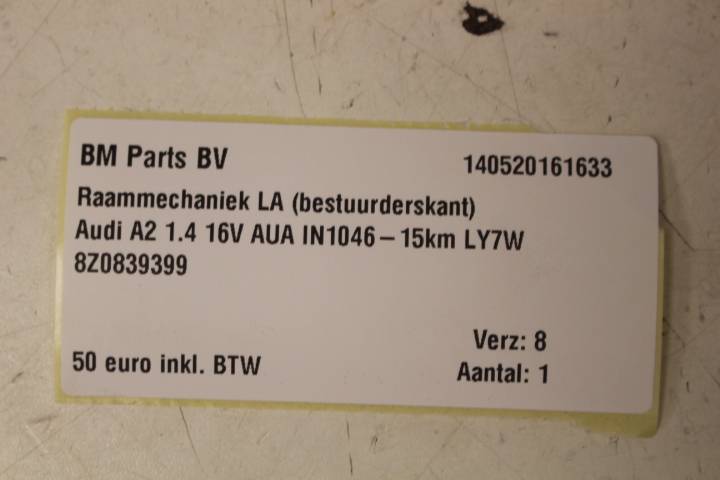 BM Parts BV 140520161633
Raammechaniek LA (bestuurderskant)
Audi A2 1.4 16V AUA IN1046 – 15km LY7W
8Z0839399
Verz: 8
50 euro inkl. BTW Aantal: 1